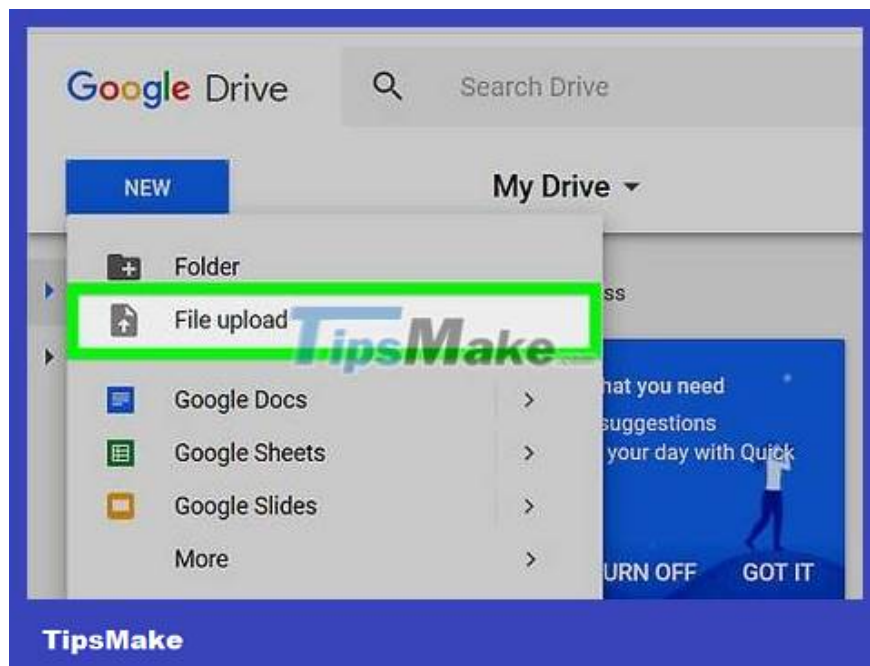 Google Drive
Search Drive
NEW
My Drive
Folder
File upload
TipsMake
ss
Google Docs
hat you need
Google Sheets
suggestions
your day with Quick
Google Slides
More
URN OFF
GOT IT
TipsMake